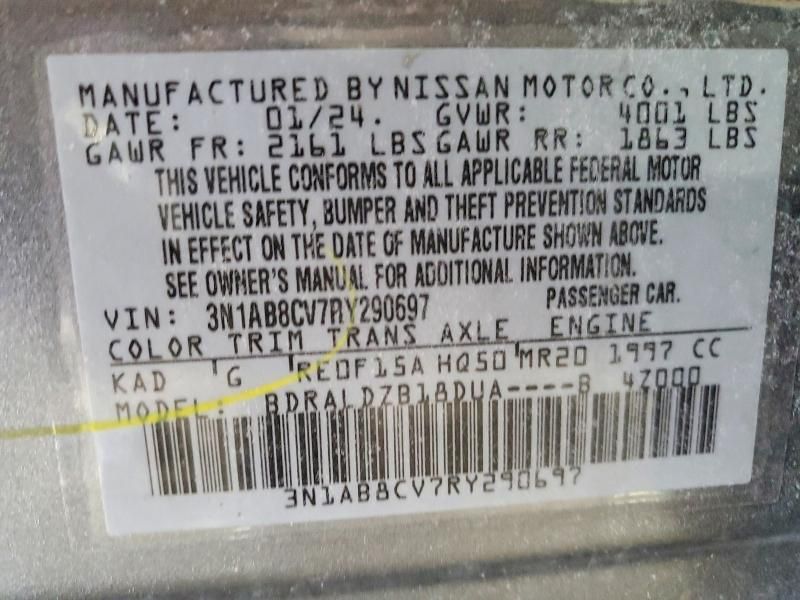 MANUFACTURED BY NISSAN MOTOR CO., LTD.
DATE: 01/24. GVWR: 4001 LBS
GAWR FR: 2161 LBS GAWR RR: 1863 LBS
THIS VEHICLE CONFORMS TO ALL APPLICABLE FEDERAL MOTOR
VEHICLE SAFETY, BUMPER AND THEFT PREVENTION STANDARDS
IN EFFECT ON THE DATE OF MANUFACTURE SHOWN ABOVE.
SEE OWNER'S MANUAL FOR ADDITIONAL INFORMATION.
VIN: 3N1AB8CV7RY290697 PASSENGER CAR.
COLOR TRIM TRANS AXLE ENGINE
KAD G RE0F15A HQ50 MR20 1997 CC
MODEL: BDRALDZB18DUA----B 4Z000
3N1AB8CV7RY290697